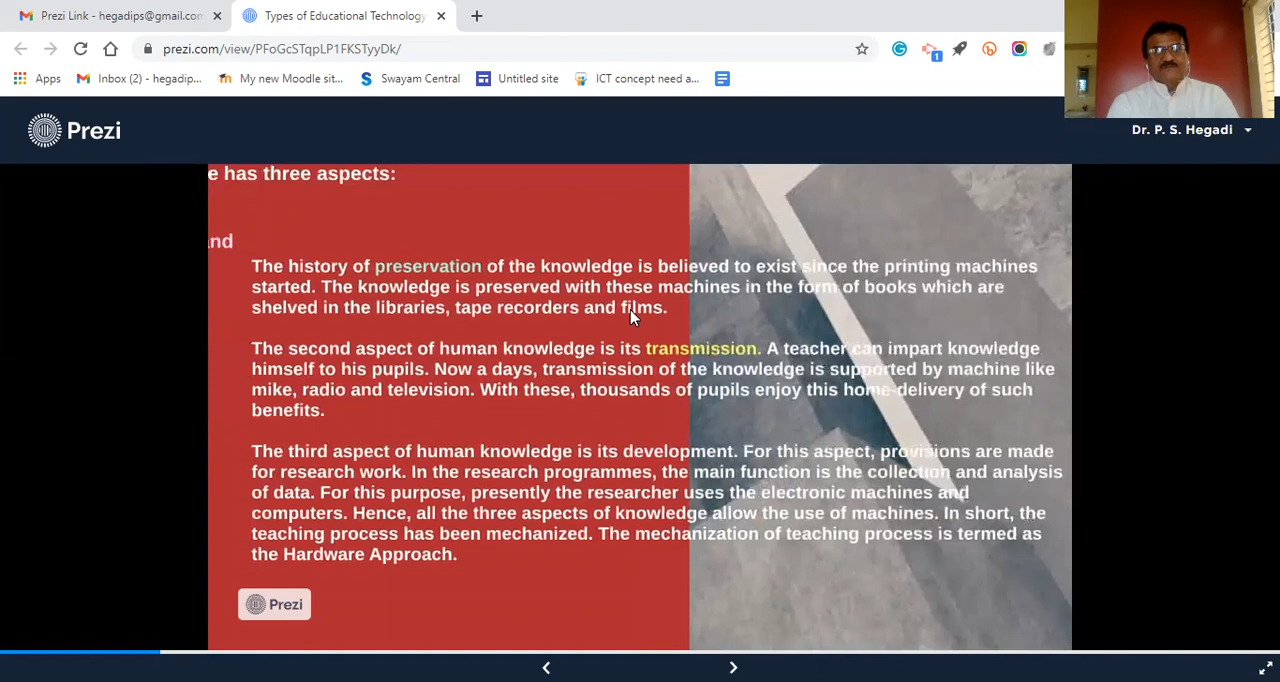 Prezi Link - hegadips@gmail.com
Types of Educational Technology
prezi.com/view/PFoGcSTqpLP1FKSTyyDk/
1
Apps
Inbox (2) - hegadip...
My new Moodle sit...
Swayam Central
Untitled site
ICT concept need a...
Prezi
Dr. P. S. Hegadi
e has three aspects:
nd
The history of preservation of the knowledge is believed to exist since the printing machines
started. The knowledge is preserved with these machines in the form of books which are
shelved in the libraries, tape recorders and films.
The second aspect of human knowledge is its transmission. A teacher can impart knowledge
himself to his pupils. Now a days, transmission of the knowledge is supported by machine like
mike, radio and television. With these, thousands of pupils enjoy this home-delivery of such
benefits.
The third aspect of human knowledge is its development. For this aspect, provisions are made
for research work. In the research programmes, the main function is the collection and analysis
of data. For this purpose, presently the researcher uses the electronic machines and
computers. Hence, all the three aspects of knowledge allow the use of machines. In short, the
teaching process has been mechanized. The mechanization of teaching process is termed as
the Hardware Approach.
Prezi